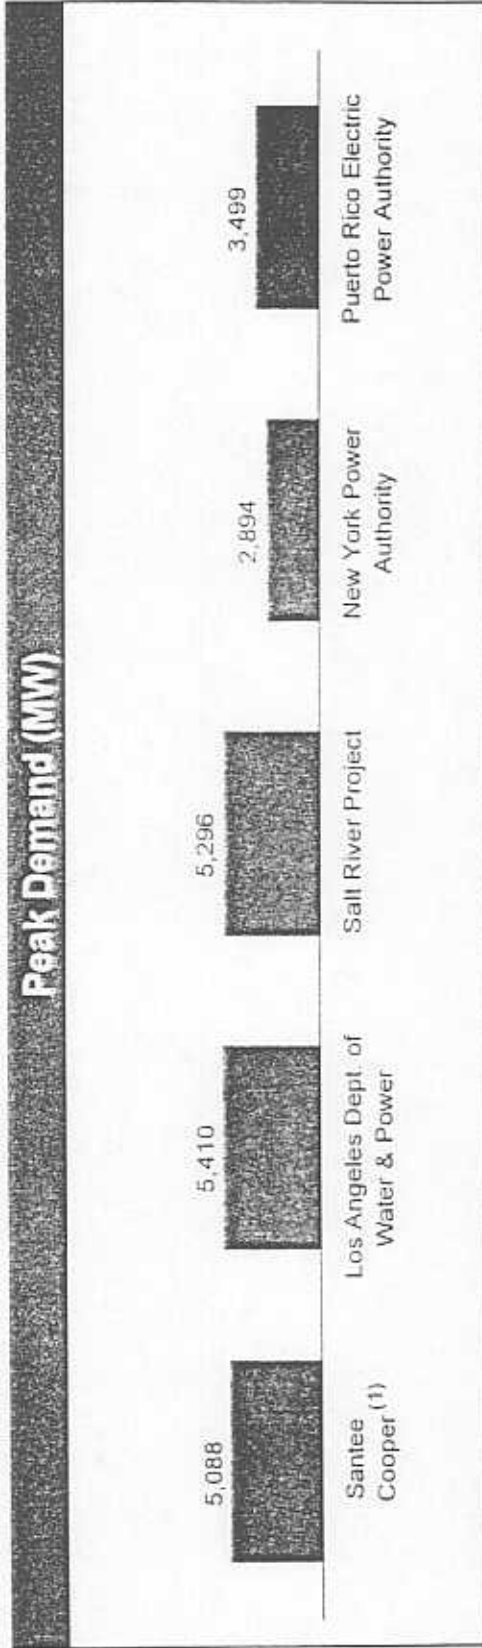 Peak Demand (MW)
5,088
5,410
5,296
2,894
3,499
Santee
Cooper (1)
Los Angeles Dept. of
Water & Power
Salt River Project
New York Power
Authority
Puerto Rico Electric
Power Authority